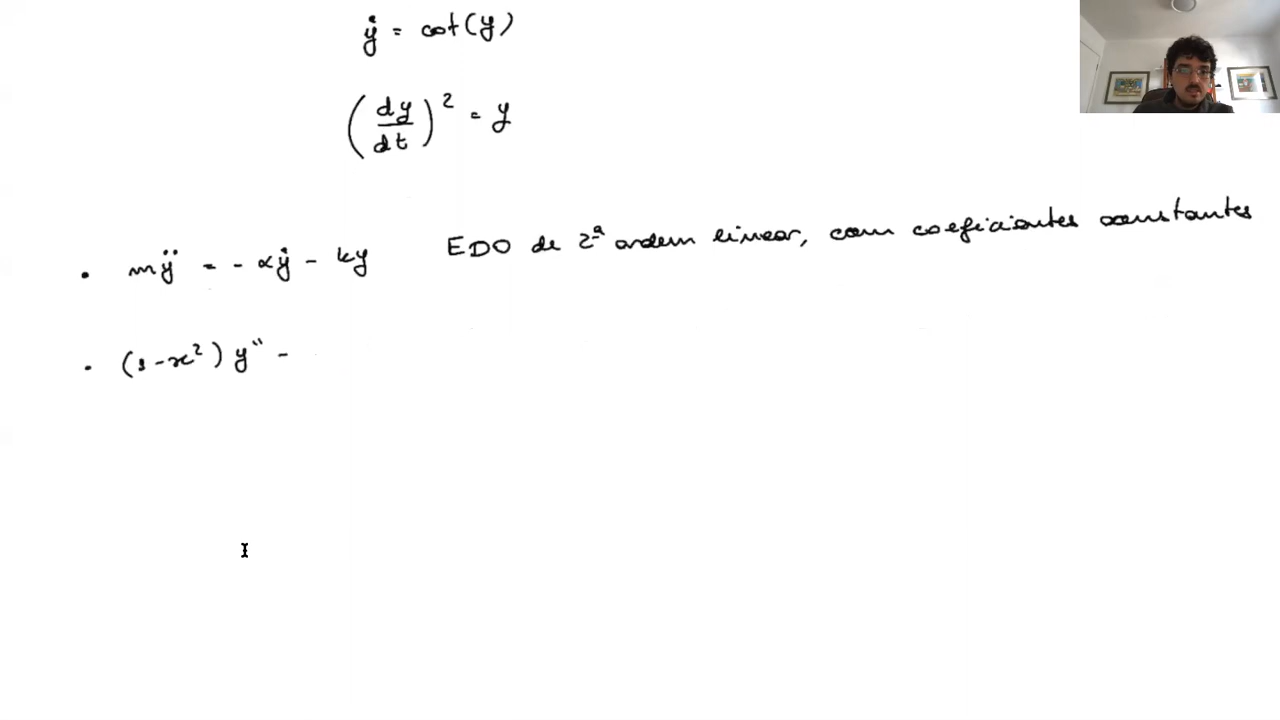 ẏ = cot(y)
(dy/dt)² = y
• mÿ = - αẏ - ky EDO de 2ª ordem linear, com coeficientes constantes
• (1-x²) y'' -